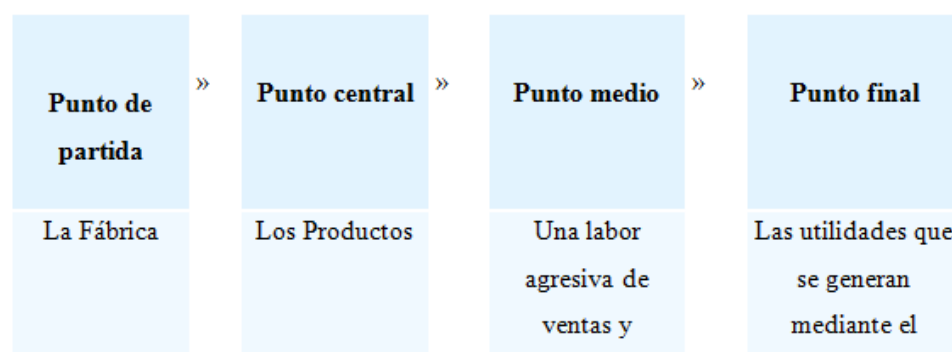 Punto de
partida
»
Punto central
»
Punto medio
»
Punto final
La Fábrica
Los Productos
Una labor
agresiva de
ventas y
Las utilidades que
se generan
mediante el